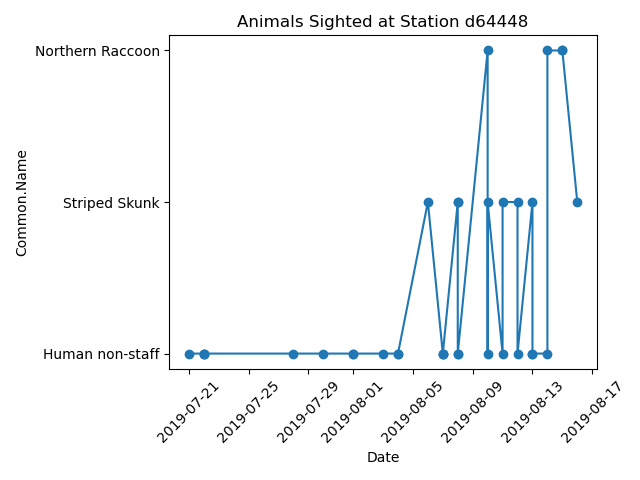 Animals Sighted at Station d64448
Northern Raccoon
Striped Skunk
Human non-staff
Common.Name
2019-07-21
2019-07-25
2019-07-29
2019-08-01
2019-08-05
2019-08-09
2019-08-13
2019-08-17
Date